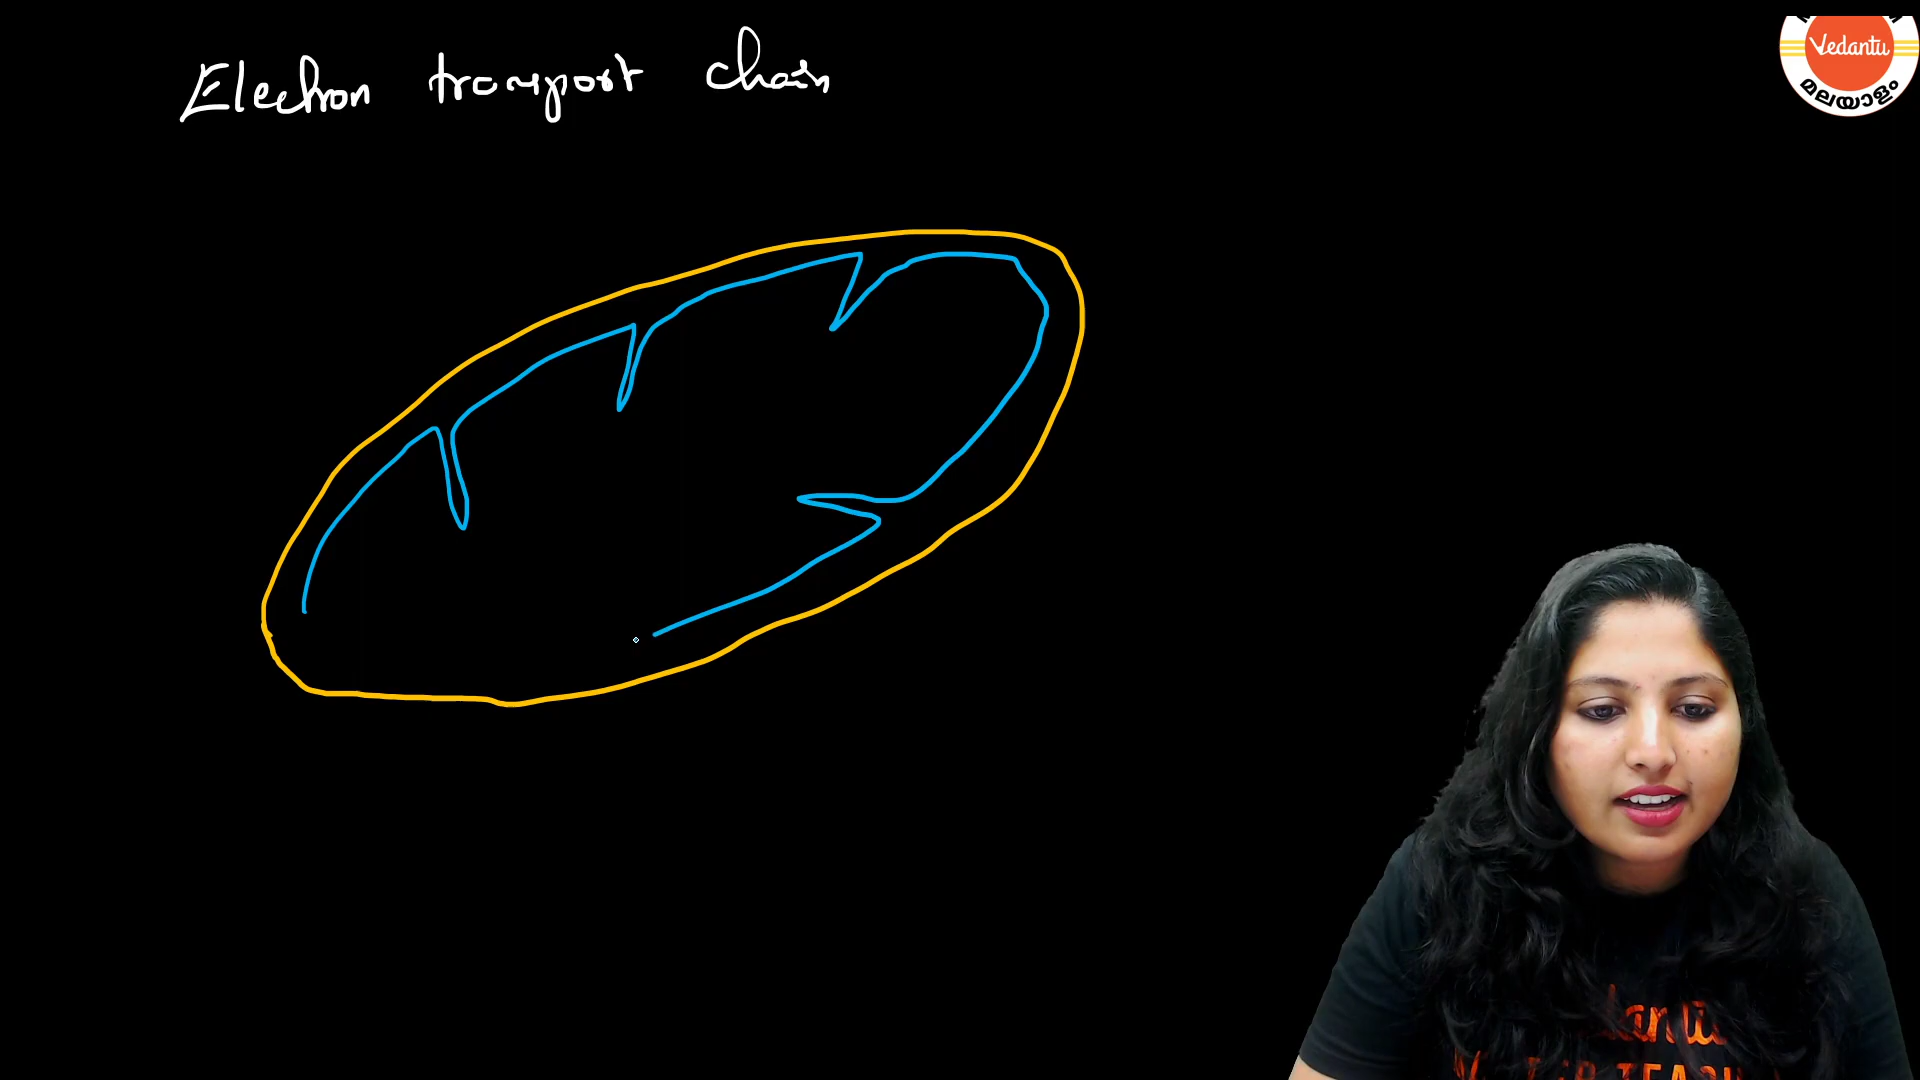 Electron transport chain
Vedantu
മലയാളം